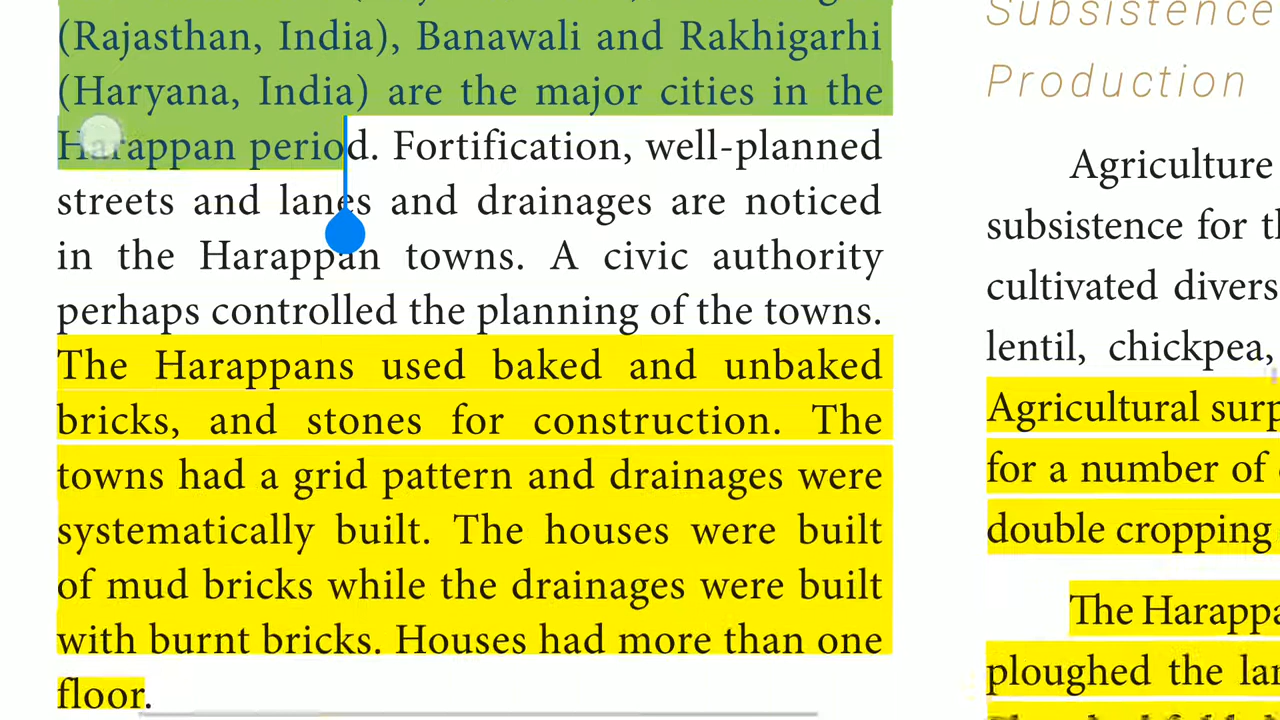 (Rajasthan, India), Banawali and Rakhigarhi
(Haryana, India) are the major cities in the
Harappan period. Fortification, well-planned
streets and lanes and drainages are noticed
in the Harappan towns. A civic authority
perhaps controlled the planning of the towns.
The Harappans used baked and unbaked
bricks, and stones for construction. The
towns had a grid pattern and drainages were
systematically built. The houses were built
of mud bricks while the drainages were built
with burnt bricks. Houses had more than one
floor.
Subsistence
Production
Agriculture
subsistence for th
cultivated divers
lentil, chickpea,
Agricultural surp
for a number of
double cropping
The Harappa
ploughed the lan